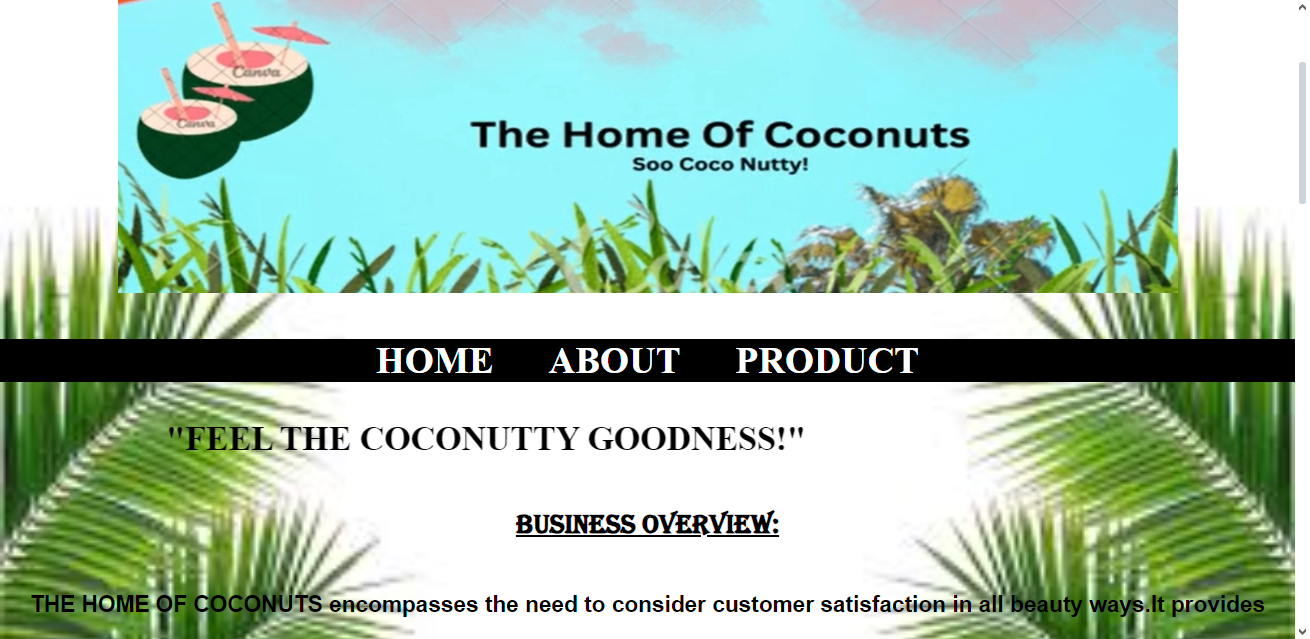 Canva
Canva
The Home Of Coconuts
Soo Coco Nutty!
HOME ABOUT PRODUCT
"FEEL THE COCONUTTY GOODNESS!"
BUSINESS OVERVIEW:
THE HOME OF COCONUTS encompasses the need to consider customer satisfaction in all beauty ways.It provides